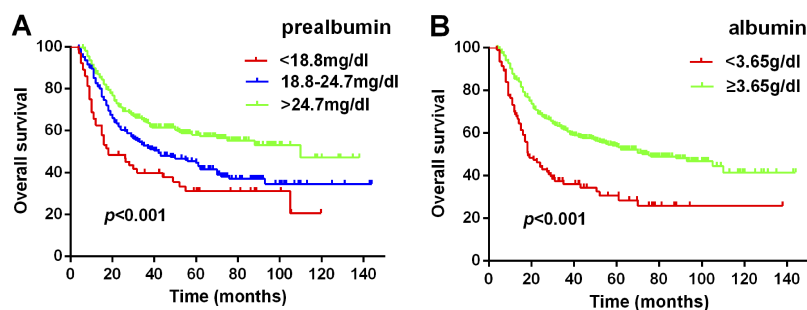 A
prealbumin
<18.8mg/dl
18.8-24.7mg/dl
>24.7mg/dl
Overall survival
100
80
60
40
20
0
p<0.001
0 20 40 60 80 100 120 140
Time (months)
B
albumin
<3.65g/dl
≥3.65g/dl
Overall survival
100
80
60
40
20
0
p<0.001
0 20 40 60 80 100 120 140
Time (months)